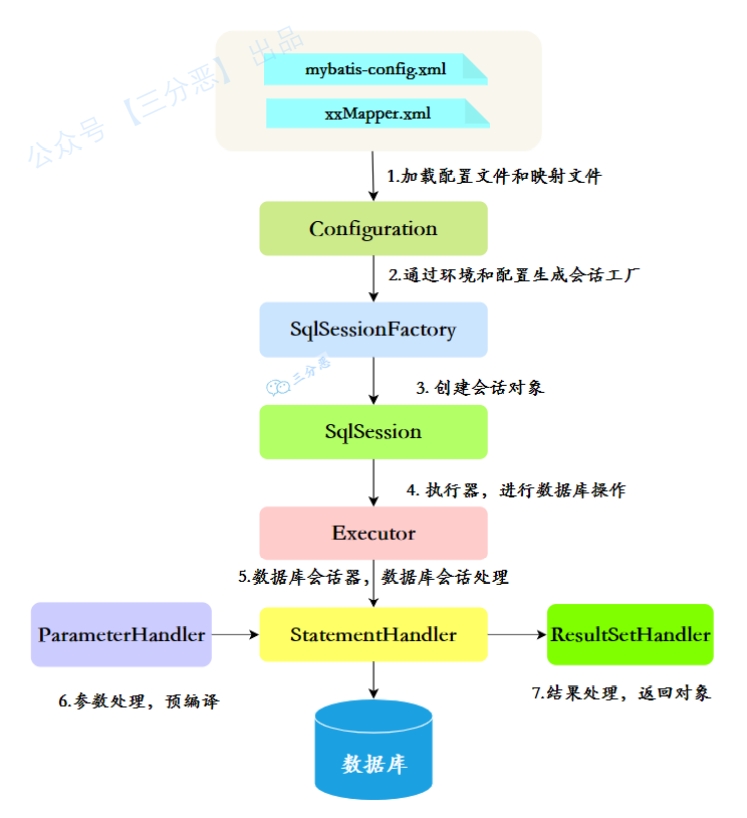 公众号 【三分恶】 出品
mybatis-config.xml
xxMapper.xml
1.加载配置文件和映射文件
Configuration
2.通过环境和配置生成会话工厂
SqlSessionFactory
三分恶
3. 创建会话对象
SqlSession
4. 执行器，进行数据库操作
Executor
5.数据库会话器，数据库会话处理
ParameterHandler
StatementHandler
ResultSetHandler
6.参数处理，预编译
7.结果处理，返回对象
数据库